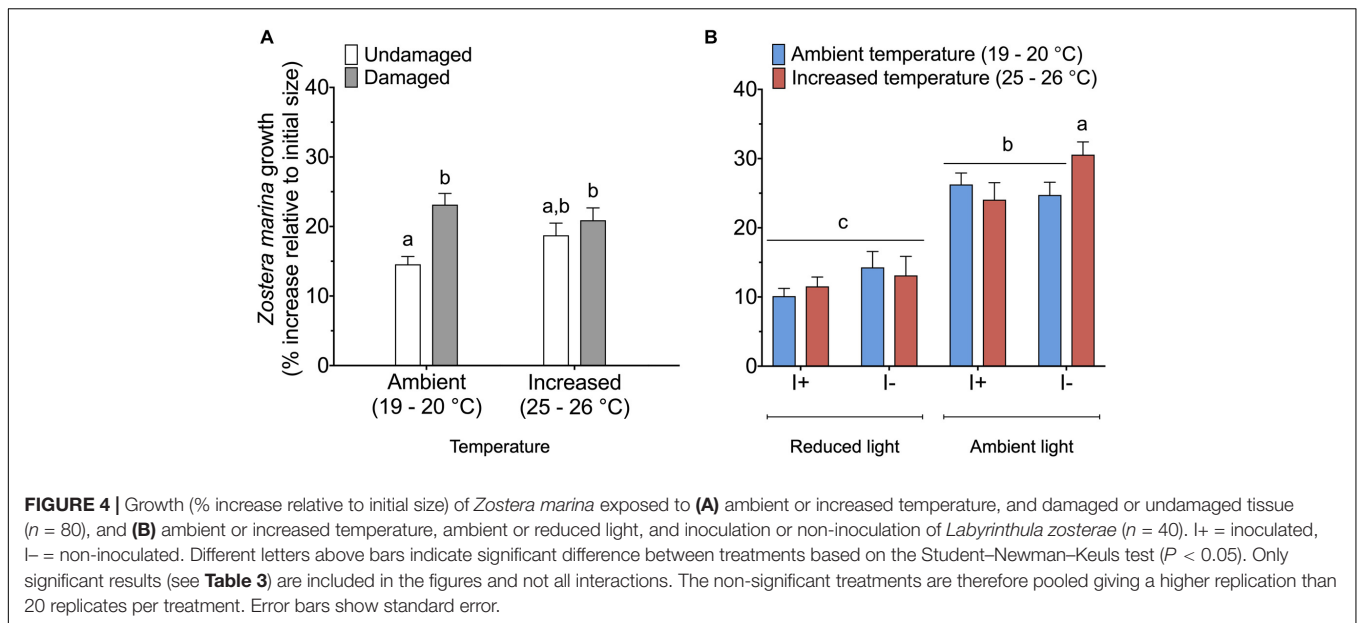 A
Undamaged
Damaged
Zostera marina growth
(% increase relative to initial size)
40
30
20
10
0
a
b
a,b
b
Ambient
(19 - 20 °C)
Increased
(25 - 26 °C)
Temperature
B
Ambient temperature (19 - 20 °C)
Increased temperature (25 - 26 °C)
40
30
20
10
0
c
b
a
I+
I-
I+
I-
Reduced light
Ambient light
FIGURE 4 | Growth (% increase relative to initial size) of Zostera marina exposed to (A) ambient or increased temperature, and damaged or undamaged tissue
(n = 80), and (B) ambient or increased temperature, ambient or reduced light, and inoculation or non-inoculation of Labyrinthula zosterae (n = 40). I+ = inoculated,
I– = non-inoculated. Different letters above bars indicate significant difference between treatments based on the Student–Newman–Keuls test (P < 0.05). Only
significant results (see Table 3) are included in the figures and not all interactions. The non-significant treatments are therefore pooled giving a higher replication than
20 replicates per treatment. Error bars show standard error.